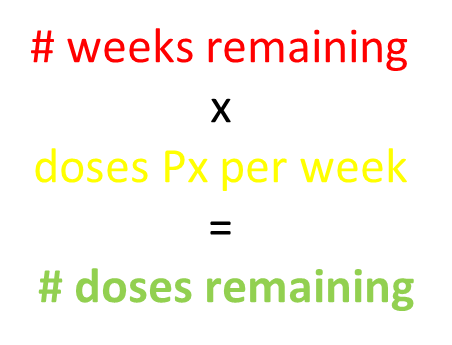 # weeks remaining
x
doses Px per week
=
# doses remaining